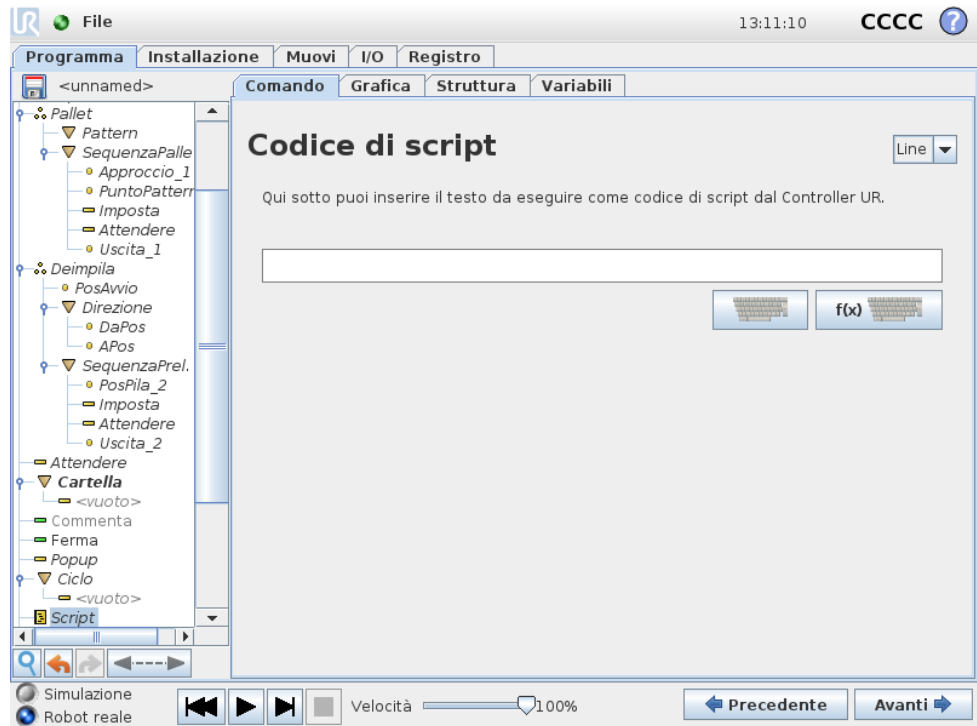 UR File 13:11:10 CCCC ?
Programma Installazione Muovi I/O Registro
<unnamed> Comando Grafica Struttura Variabili
Pallet
Pattern
SequenzaPalle
Approccio_1
PuntoPattern
Imposta
Attendere
Uscita_1
Deimpila
PosAvvio
Direzione
DaPos
APos
SequenzaPrel.
PosPila_2
Imposta
Attendere
Uscita_2
Attendere
Cartella
<vuoto>
Commenta
Ferma
Popup
Ciclo
<vuoto>
Script
Codice di script
Line
Qui sotto puoi inserire il testo da eseguire come codice di script dal Controller UR.
f(x)
Simulazione
Robot reale
Velocità 100%
Precedente Avanti